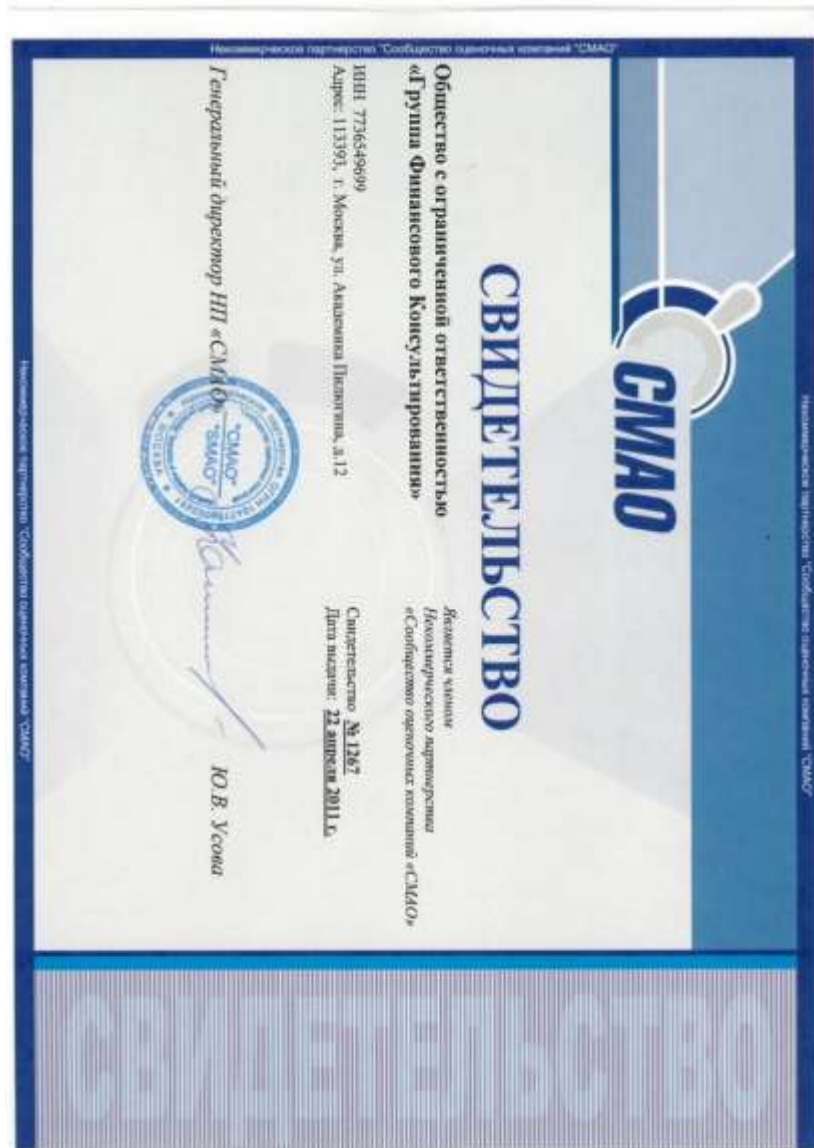 Некоммерческое партнерство "Сообщество оценочных компаний "СМАО"
СМАО
СВИДЕТЕЛЬСТВО
Общество с ограниченной ответственностью
«Группа Финансового Консультирования»
Является членом
Некоммерческого партнерства
«Сообщество оценочных компаний «СМАО»
ИНН 7736549699
Адрес: 113393, г. Москва, ул. Академика Пилюгина, д.12
Свидетельство № 1267
Дата выдачи: 22 апреля 2011 г.
Генеральный директор НП «СМАО»
Ю.В. Усова
"СМАО"
"SMAO"
МОСКВА
Некоммерческое партнерство "Сообщество оценочных компаний "СМАО"
Некоммерческое партнерство "Сообщество оценочных компаний "СМАО"
СВИДЕТЕЛЬСТВО